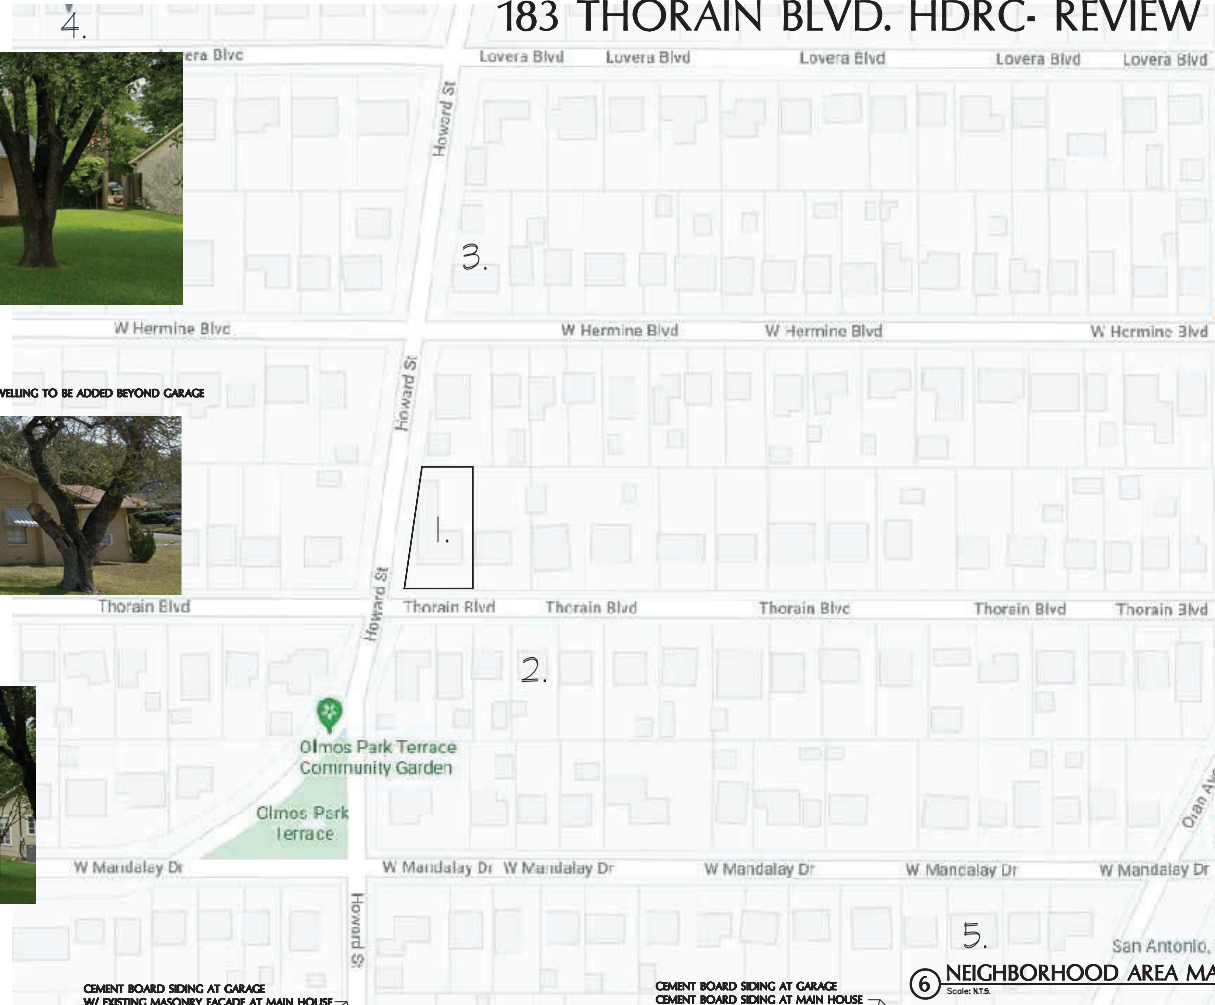 183 THORAIN BLVD. HDRC- REVIEW
4.
Lovera Blvd
Lovera Blvd
Lovera Blvd
Lovera Blvd
Lovera Blvd
Howard St
3.
W Hermine Blvd
W Hermine Blvd
W Hermine Blvd
W Hermine Blvd
TO BE ADDED BEYOND GARAGE
Howard St
1.
Howard St
Thorain Blvd
Thorain Blvd
Thorain Blvd
Thorain Blvd
Thorain Blvd
Thorain Blvd
2.
Olmos Park Terrace
Community Garden
Olmos Park
Terrace
Oran
W Mandalay Dr
W Mandalay Dr
W Mandalay Dr
W Mandalay Dr
W Mandalay Dr
W Mandalay Dr
Howard St
5.
San Antonio,
6
NEIGHBORHOOD AREA
Scale: N.T.S.
CEMENT BOARD SIDING AT GARAGE
W/ EXISTING MASONRY FACADE AT MAIN HOUSE
CEMENT BOARD SIDING AT GARAGE
CEMENT BOARD SIDING AT MAIN HOUSE